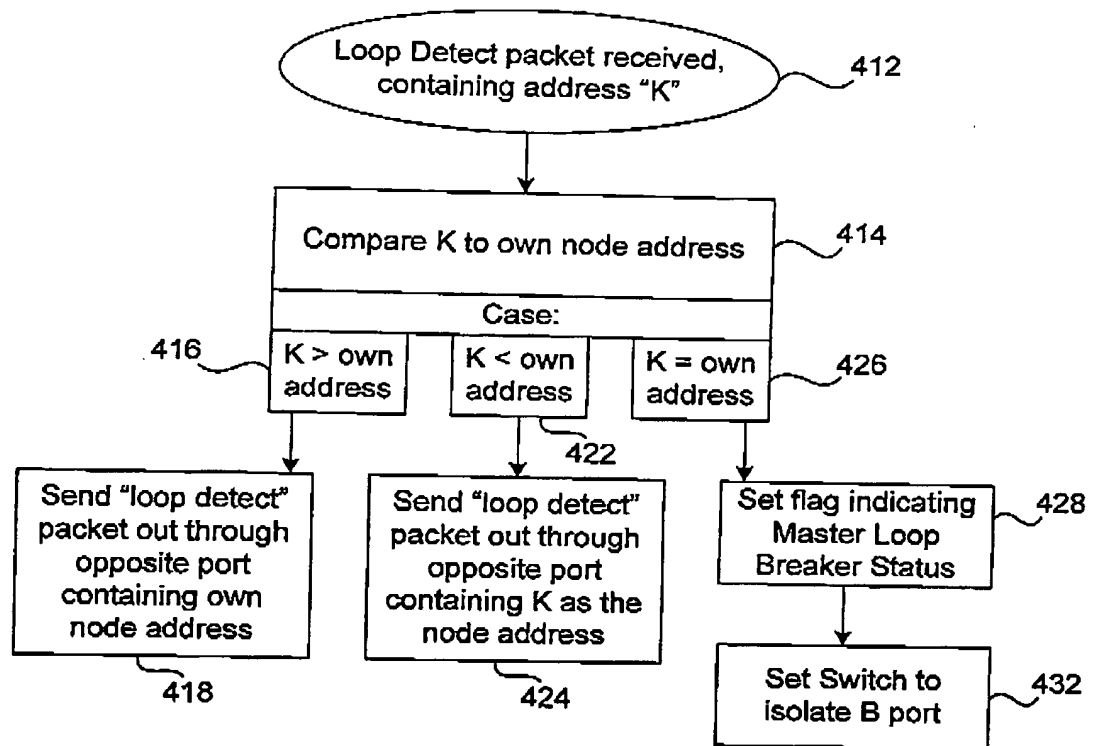 Loop Detect packet received,
containing address "K"
412
Compare K to own node address
414
Case:
416
K > own
address
K < own
address
K = own
address
426
422
Send "loop detect"
packet out through
opposite port
containing own
node address
418
Send "loop detect"
packet out through
opposite port
containing K as the
node address
424
Set flag indicating
Master Loop
Breaker Status
428
Set Switch to
isolate B port
432